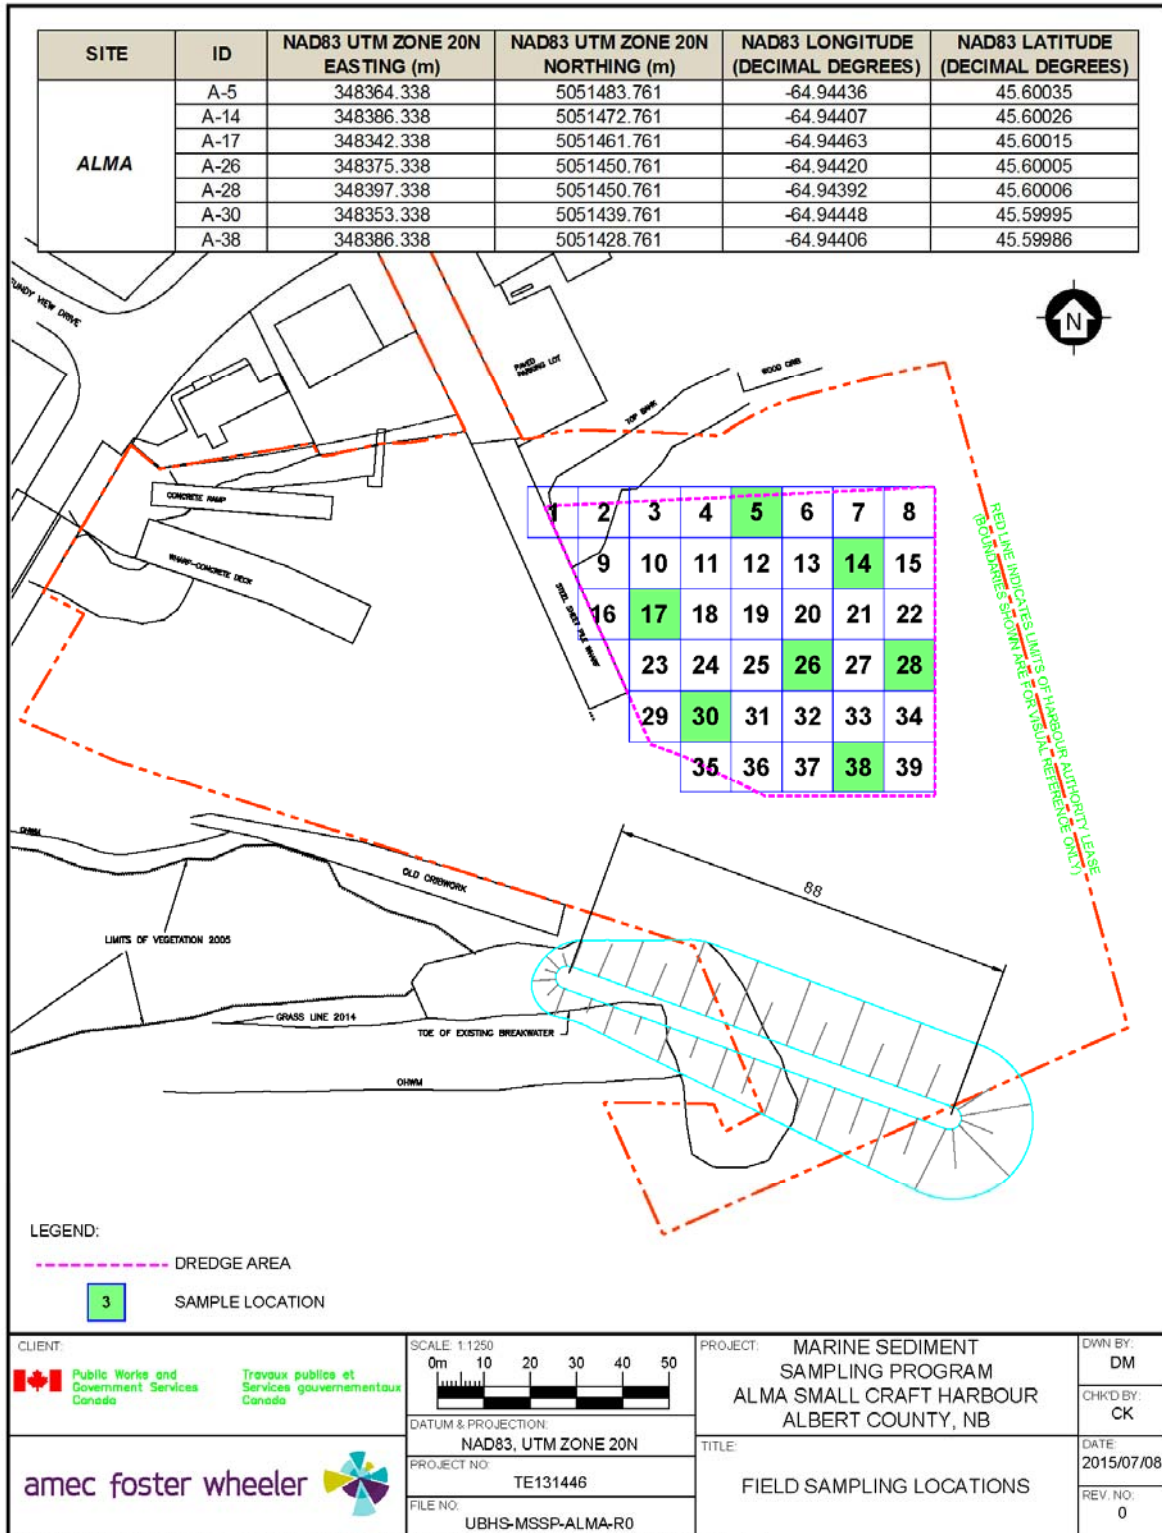 SITE ID NAD83 UTM ZONE 20N EASTING (m) NAD83 UTM ZONE 20N NORTHING (m) NAD83 LONGITUDE (DECIMAL DEGREES) NAD83 LATITUDE (DECIMAL DEGREES)
ALMA
A-5 348364.338 5051483.761 -64.94436 45.60035
A-14 348386.338 5051472.761 -64.94407 45.60026
A-17 348342.338 5051461.761 -64.94463 45.60015
A-26 348375.338 5051450.761 -64.94420 45.60005
A-28 348397.338 5051450.761 -64.94392 45.60006
A-30 348353.338 5051439.761 -64.94448 45.59995
A-38 348386.338 5051428.761 -64.94406 45.59986
UNDY VIEW DRIVE
PAVED
PARKING LOT
N
TOP BANK
WOOD CRIB
CONCRETE RAMP
WHARF-CONCRETE DECK
STEEL SHEET PILE WHARF
1 2 3 4 5 6 7 8
9 10 11 12 13 14 15
16 17 18 19 20 21 22
23 24 25 26 27 28
29 30 31 32 33 34
35 36 37 38 39
RED LINE INDICATES LIMITS OF HARBOUR AUTHORITY LEASE
(BOUNDARIES SHOWN ARE FOR VISUAL REFERENCE ONLY)
OHWM
OLD CRIBWORK
88
LIMITS OF VEGETATION 2005
GRASS LINE 2014
TOE OF EXISTING BREAKWATER
OHWM
LEGEND:
DREDGE AREA
3 SAMPLE LOCATION
CLIENT:
Public Works and
Government Services
Canada
Travaux publics et
Services gouvernementaux
Canada
amec foster wheeler
SCALE: 1:1250
0m 10 20 30 40 50
DATUM & PROJECTION:
NAD83, UTM ZONE 20N
PROJECT NO:
TE131446
FILE NO:
UBHS-MSSP-ALMA-R0
PROJECT: MARINE SEDIMENT
SAMPLING PROGRAM
ALMA SMALL CRAFT HARBOUR
ALBERT COUNTY, NB
TITLE:
FIELD SAMPLING LOCATIONS
DWN BY:
DM
CHK'D BY:
CK
DATE:
2015/07/08
REV. NO:
0